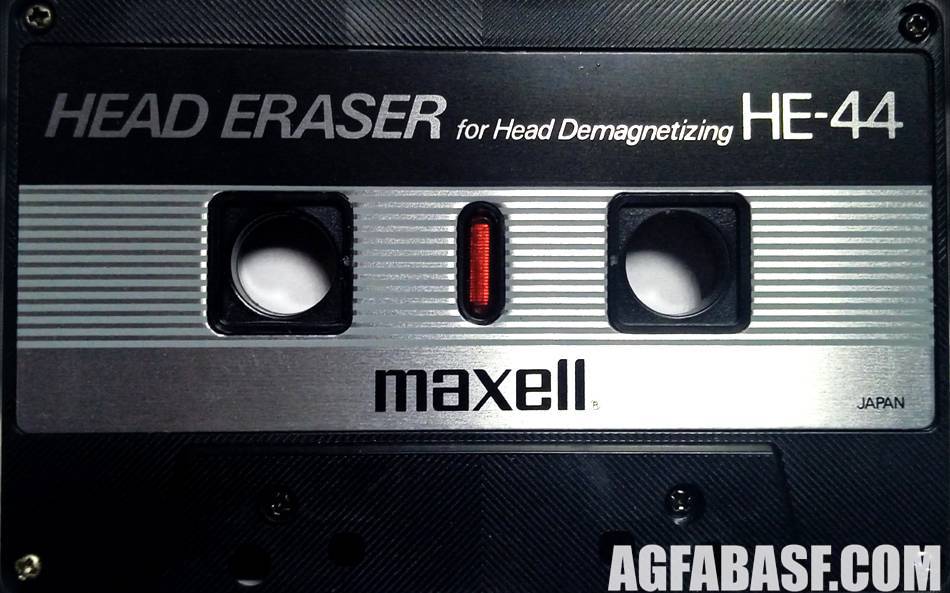 HEAD ERASER for Head Demagnetizing HE-44
maxell®
JAPAN
AGFABASF.COM